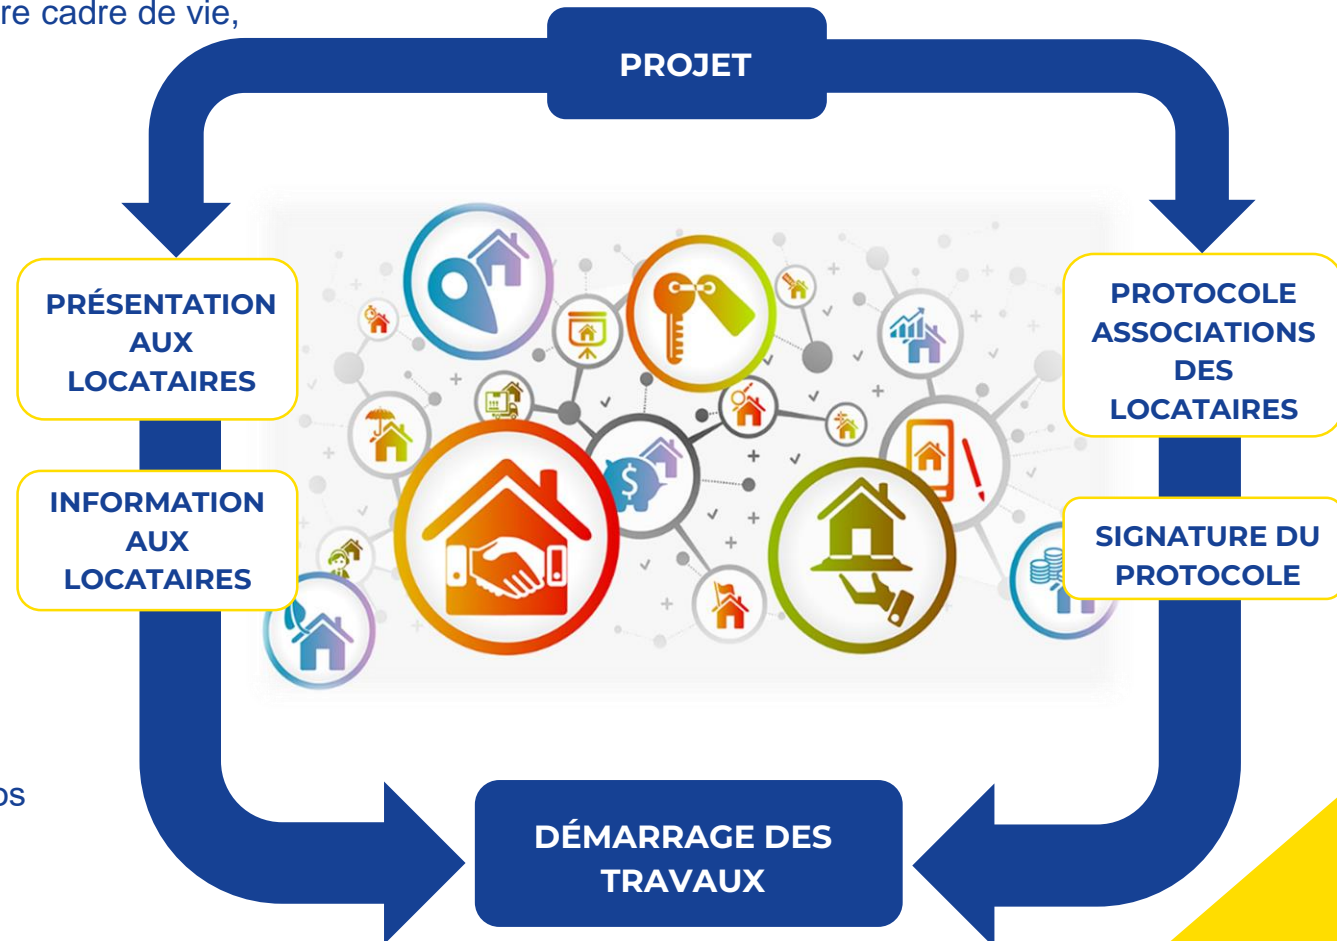 re cadre de vie,
PROJET
PRÉSENTATION
AUX
LOCATAIRES
INFORMATION
AUX
LOCATAIRES
PROTOCOLE
ASSOCIATIONS
DES
LOCATAIRES
SIGNATURE DU
PROTOCOLE
os
DÉMARRAGE DES
TRAVAUX